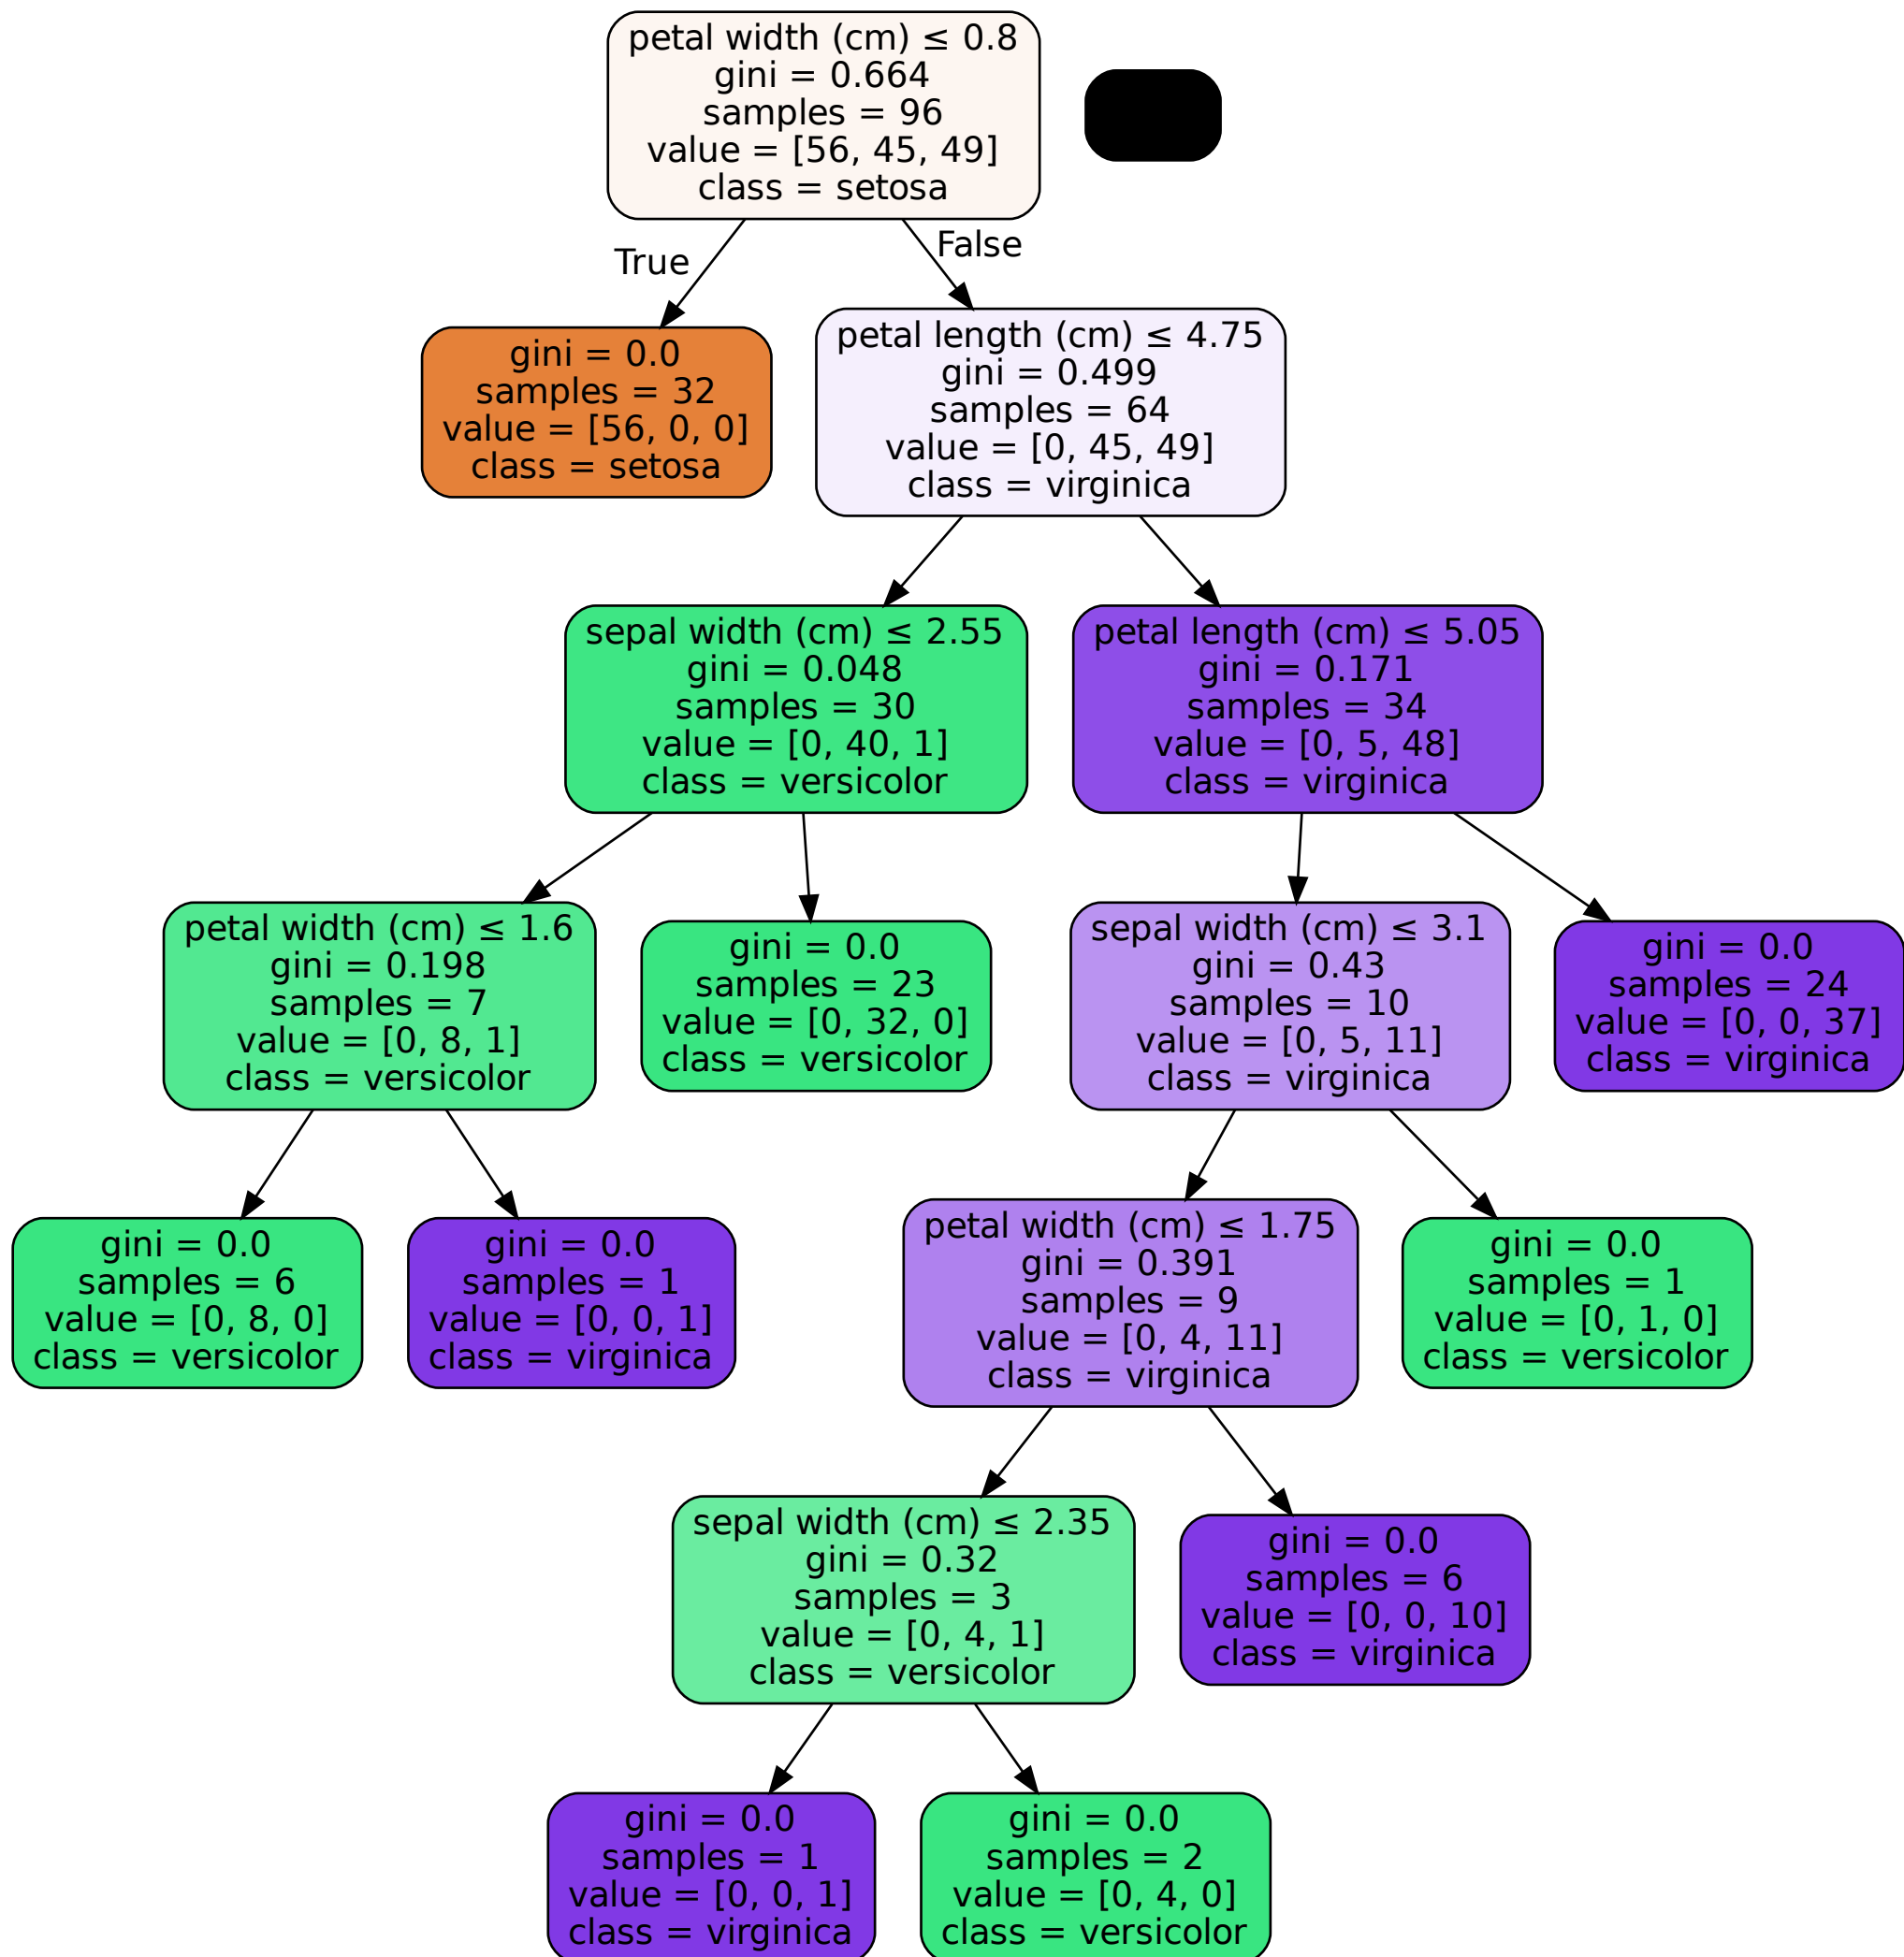 petal width (cm) ≤ 0.8
gini = 0.664
samples = 96
value = [56, 45, 49]
class = setosa
True
False
gini = 0.0
samples = 32
value = [56, 0, 0]
class = setosa
petal length (cm) ≤ 4.75
gini = 0.499
samples = 64
value = [0, 45, 49]
class = virginica
sepal width (cm) ≤ 2.55
gini = 0.048
samples = 30
value = [0, 40, 1]
class = versicolor
petal length (cm) ≤ 5.05
gini = 0.171
samples = 34
value = [0, 5, 48]
class = virginica
petal width (cm) ≤ 1.6
gini = 0.198
samples = 7
value = [0, 8, 1]
class = versicolor
gini = 0.0
samples = 23
value = [0, 32, 0]
class = versicolor
sepal width (cm) ≤ 3.1
gini = 0.43
samples = 10
value = [0, 5, 11]
class = virginica
gini = 0.0
samples = 24
value = [0, 0, 37]
class = virginica
gini = 0.0
samples = 6
value = [0, 8, 0]
class = versicolor
gini = 0.0
samples = 1
value = [0, 0, 1]
class = virginica
petal width (cm) ≤ 1.75
gini = 0.391
samples = 9
value = [0, 4, 11]
class = virginica
gini = 0.0
samples = 1
value = [0, 1, 0]
class = versicolor
sepal width (cm) ≤ 2.35
gini = 0.32
samples = 3
value = [0, 4, 1]
class = versicolor
gini = 0.0
samples = 6
value = [0, 0, 10]
class = virginica
gini = 0.0
samples = 1
value = [0, 0, 1]
class = virginica
gini = 0.0
samples = 2
value = [0, 4, 0]
class = versicolor